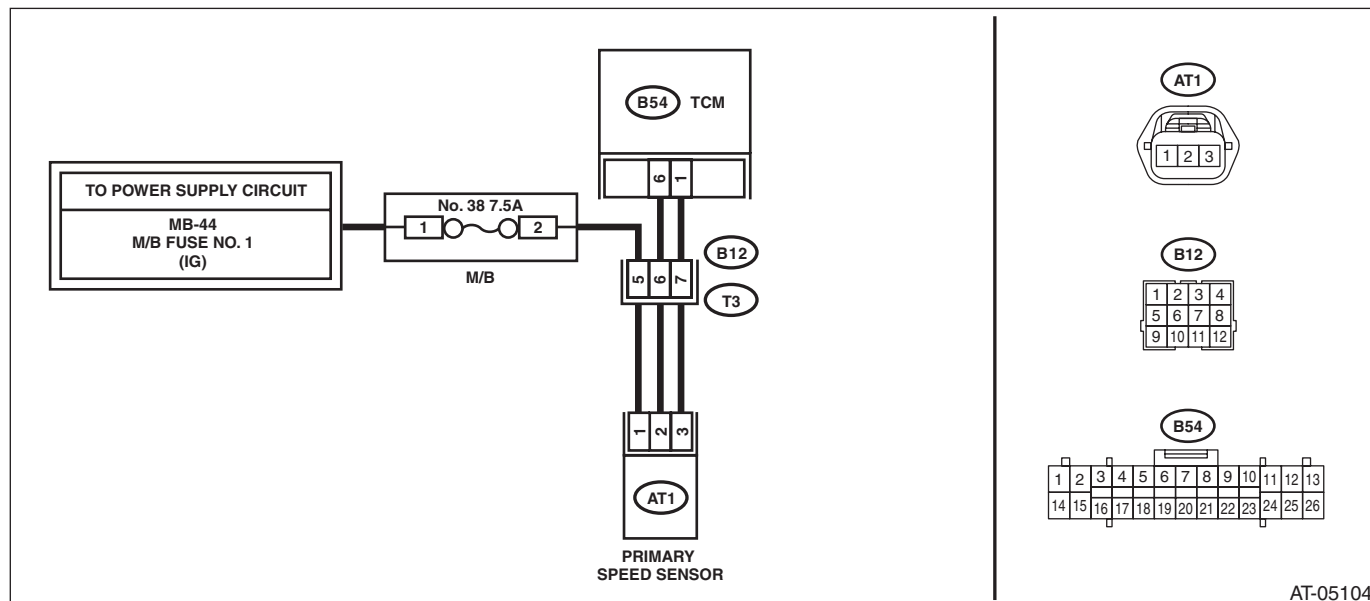 B54 TCM
6 1
TO POWER SUPPLY CIRCUIT
MB-44
M/B FUSE NO. 1
(IG)
No. 38 7.5A
1 2
M/B
5 6 7
B12
T3
1 2 3
AT1
PRIMARY
SPEED SENSOR
AT1
1 2 3
B12
1 2 3 4
5 6 7 8
9 10 11 12
B54
1 2 3 4 5 6 7 8 9 10 11 12 13
14 15 16 17 18 19 20 21 22 23 24 25 26
AT-05104